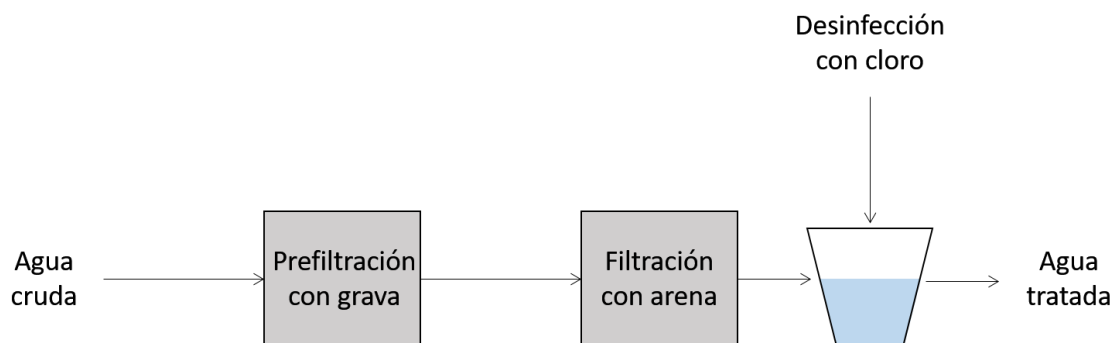 Desinfección
con cloro
Agua
cruda
Prefiltración
con grava
Filtración
con arena
Agua
tratada